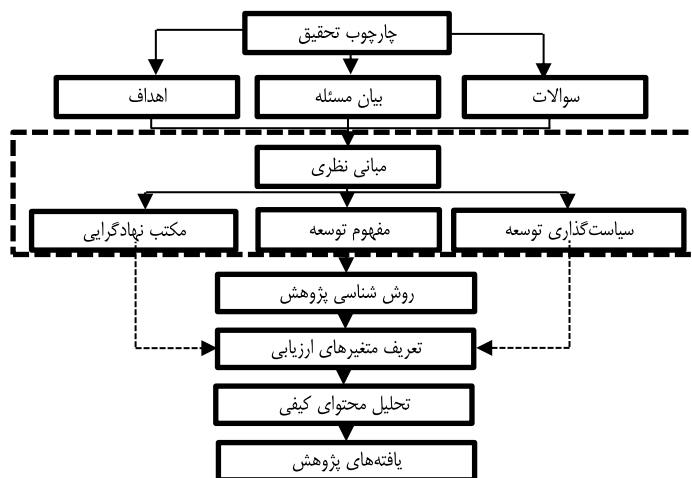 چارچوب تحقیق
سوالات
بیان مسئله
اهداف
مبانی نظری
سیاست‌گذاری توسعه
مفهوم توسعه
مکتب نهادگرایی
روش شناسی پژوهش
تعریف متغیرهای ارزیابی
تحلیل محتوای کیفی
یافته‌های پژوهش